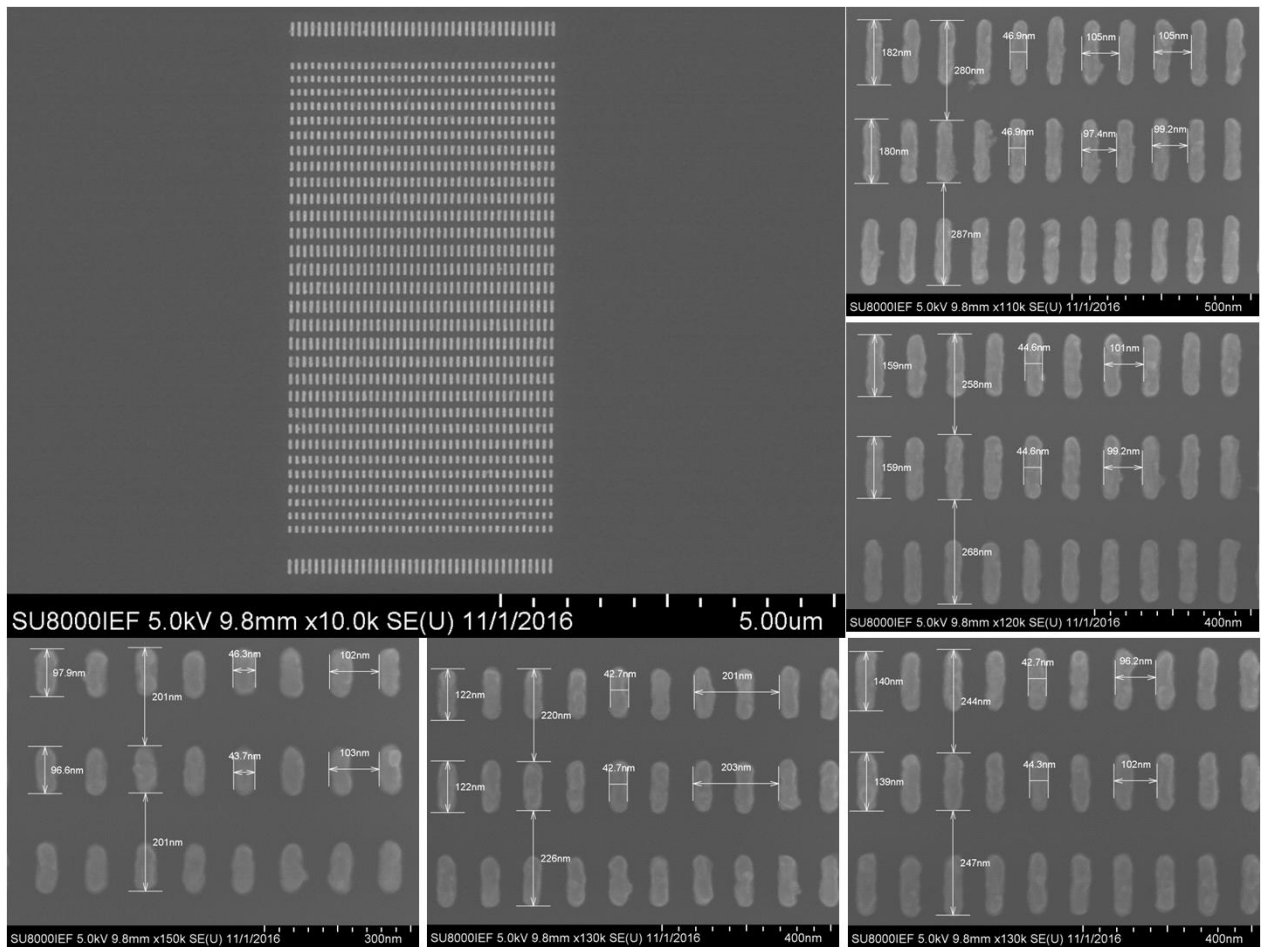 SU8000IEF 5.0kV 9.8mm x10.0k SE(U) 11/1/2016 5.00um
46.9nm 105nm 105nm
182nm 280nm
46.9nm 97.4nm 99.2nm
180nm
287nm
SU8000IEF 5.0kV 9.8mm x110k SE(U) 11/1/2016 500nm
44.6nm 101nm
159nm 258nm
44.6nm 99.2nm
159nm
268nm
SU8000IEF 5.0kV 9.8mm x120k SE(U) 11/1/2016 400nm
46.3nm 102nm
97.9nm 201nm
43.7nm 103nm
96.6nm
201nm
SU8000IEF 5.0kV 9.8mm x150k SE(U) 11/1/2016 300nm
42.7nm 201nm
122nm 220nm
42.7nm 203nm
122nm
226nm
SU8000IEF 5.0kV 9.8mm x130k SE(U) 11/1/2016 400nm
42.7nm 96.2nm
140nm 244nm
44.3nm 102nm
139nm
247nm
SU8000IEF 5.0kV 9.8mm x130k SE(U) 11/1/2016 400nm